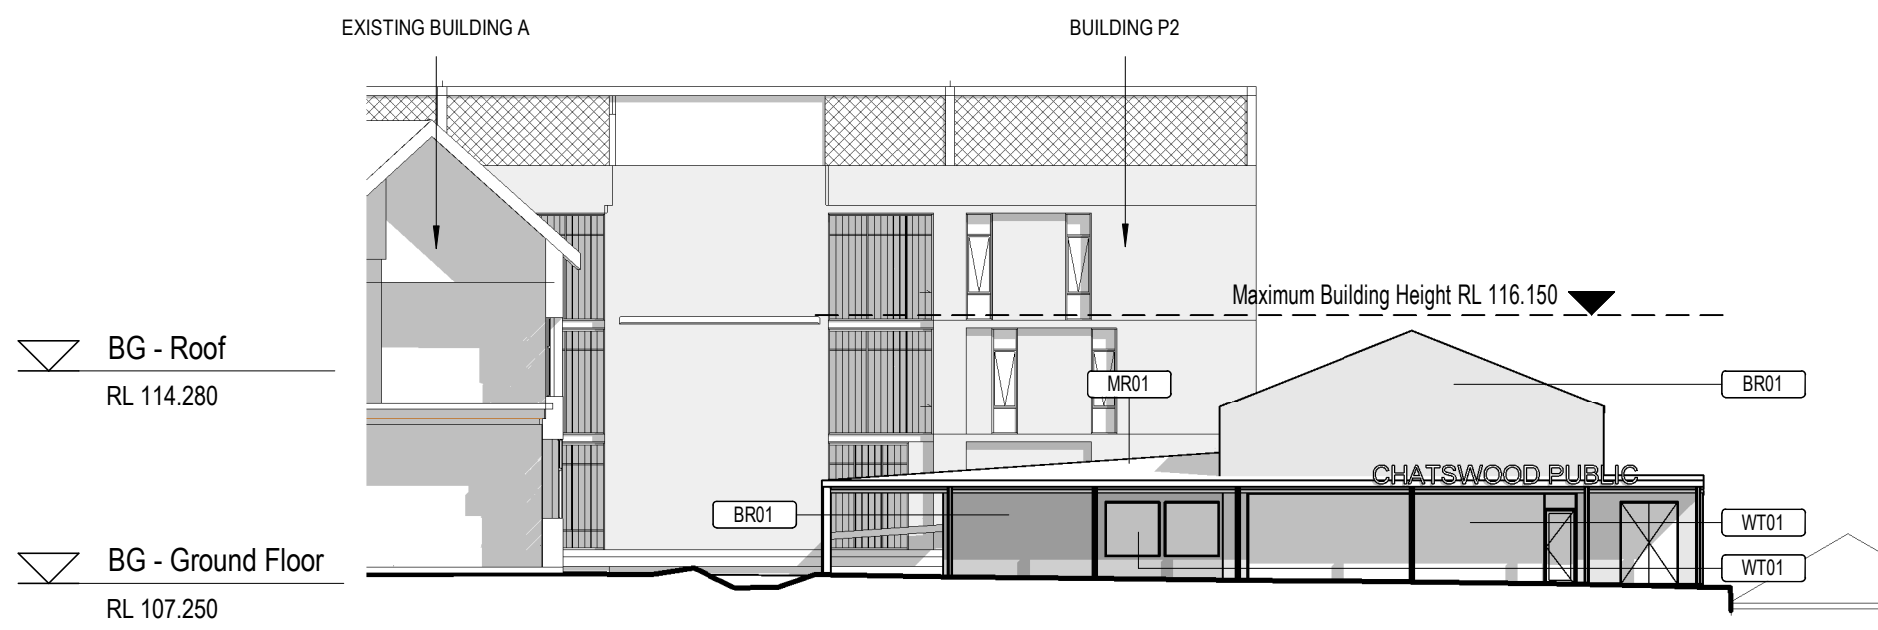 EXISTING BUILDING A
BUILDING P2
Maximum Building Height RL 116.150
BG - Roof
RL 114.280
MR01
BR01
CHATSWOOD PUBLIC
BR01
WT01
BG - Ground Floor
WT01
RL 107.250